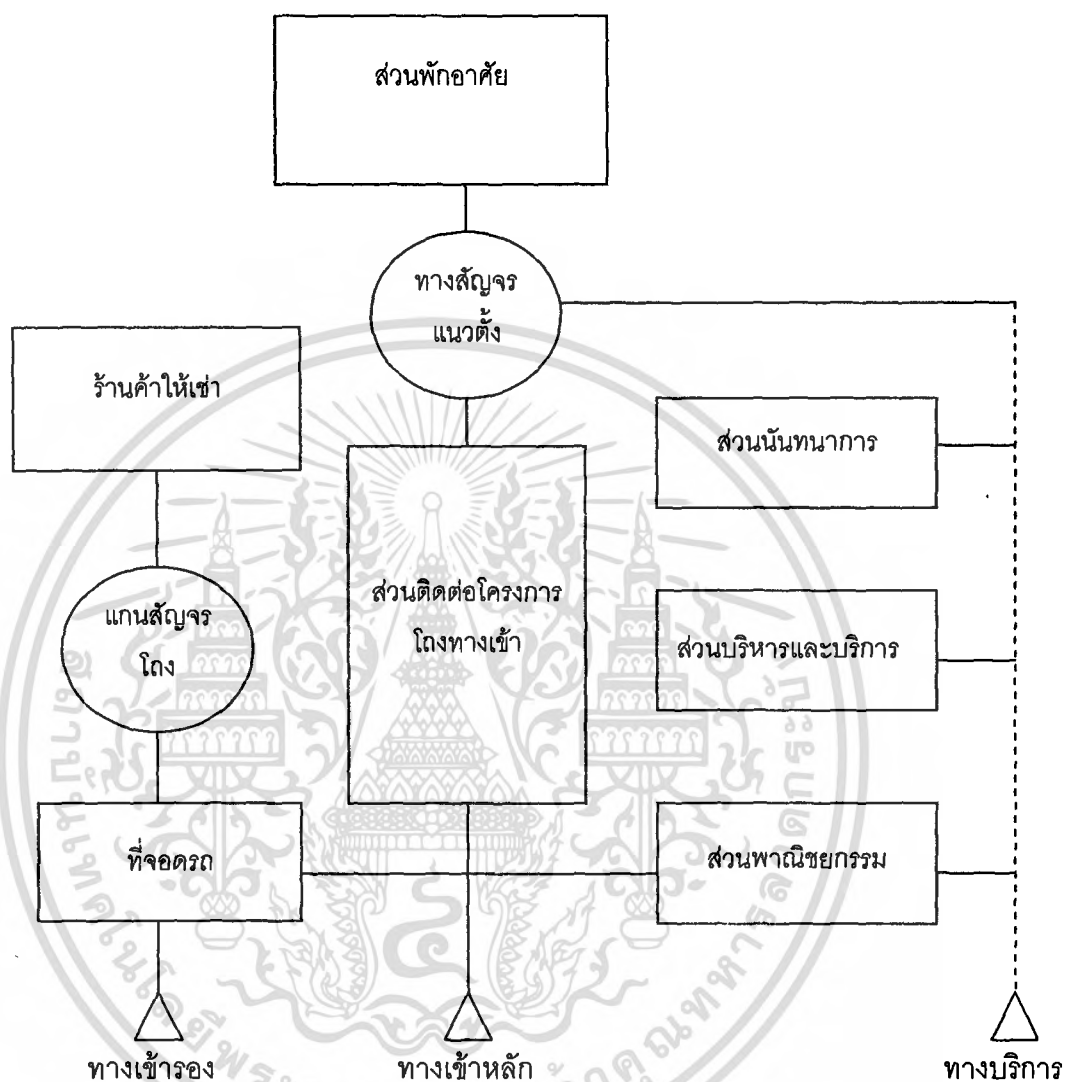 ส่วนพักอาศัย
ทางสัญจร
แนวตั้ง
ร้านค้าให้เช่า
ส่วนนันทนาการ
ส่วนติดต่อโครงการ
โถงทางเข้า
แกนสัญจร
โถง
ส่วนบริหารและบริการ
ที่จอดรถ
ส่วนพาณิชยกรรม
ทางเข้ารอง
ทางเข้าหลัก
ทางบริการ